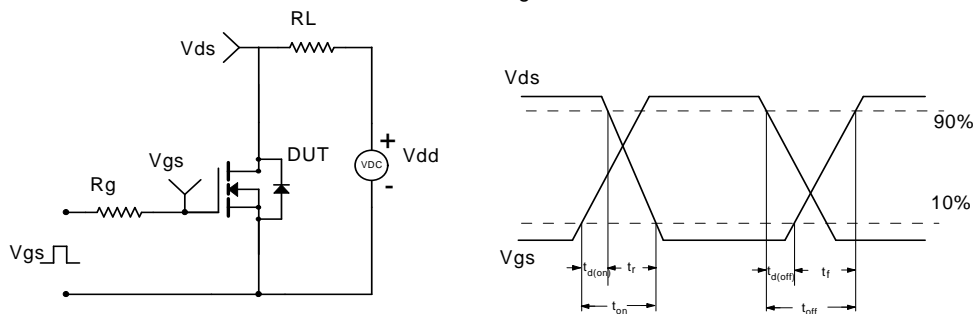 RL
Vds
Vgs
DUT
VDC
+
-
Vdd
Rg
Vgs
Vds
90%
10%
Vgs
td(on)
tr
ton
td(off)
tf
toff